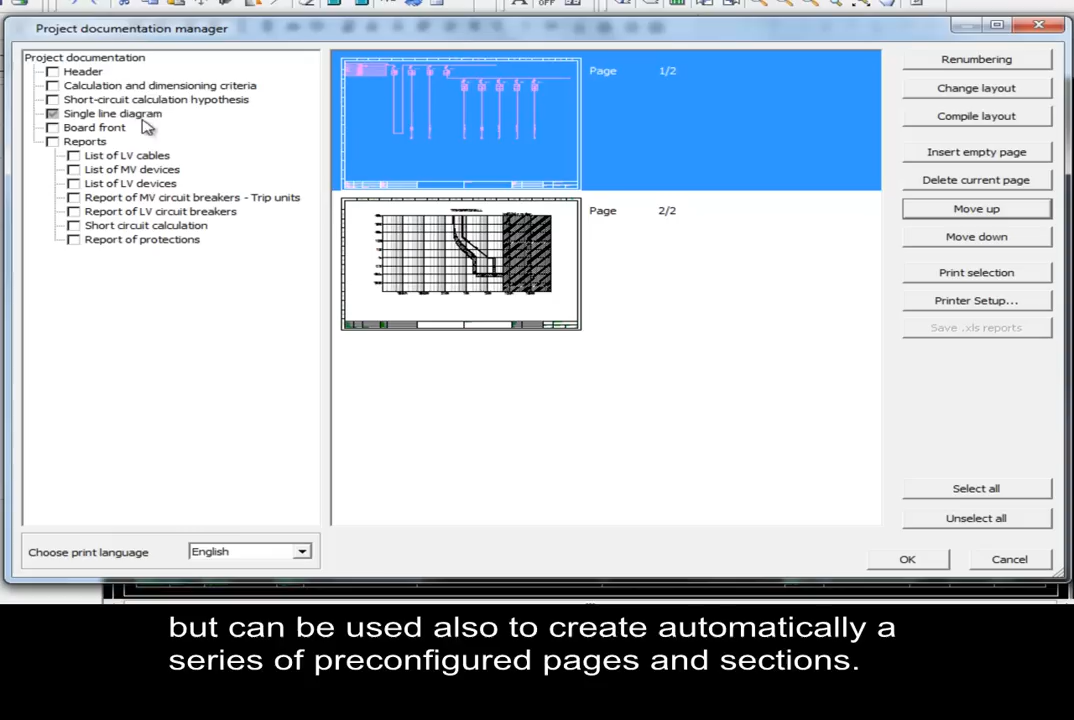 Project documentation manager
Project documentation
Header
Calculation and dimensioning criteria
Short-circuit calculation hypothesis
Single line diagram
Board front
Reports
List of LV cables
List of MV devices
List of LV devices
Report of MV circuit breakers - Trip units
Report of LV circuit breakers
Short circuit calculation
Report of protections
Choose print language
English
Page 1/2
Page 2/2
Renumbering
Change layout
Compile layout
Insert empty page
Delete current page
Move up
Move down
Print selection
Printer Setup...
Save .xls reports
Select all
Unselect all
OK
Cancel
but can be used also to create automatically a
series of preconfigured pages and sections.